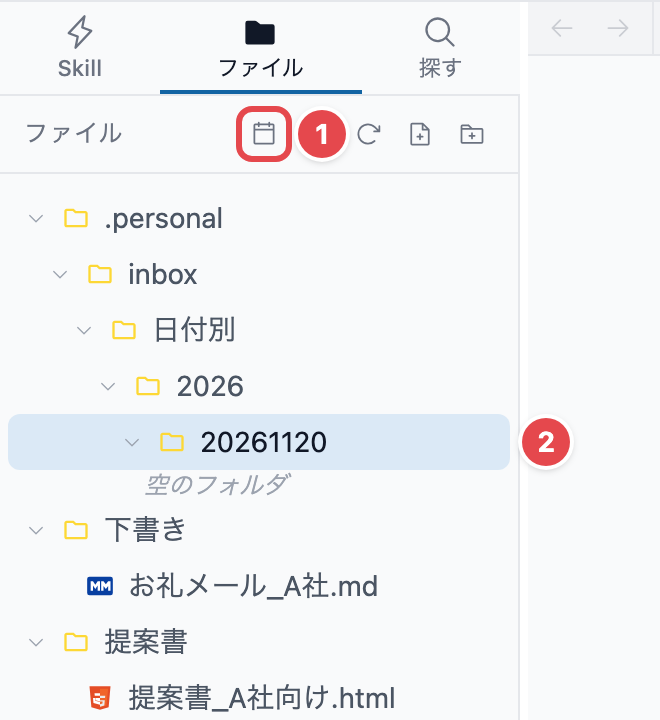 Skill
ファイル
探す
ファイル
1
.personal
inbox
日付別
2026
20261120
2
空のフォルダ
下書き
MM
お礼メール_A社.md
提案書
提案書_A社向け.html